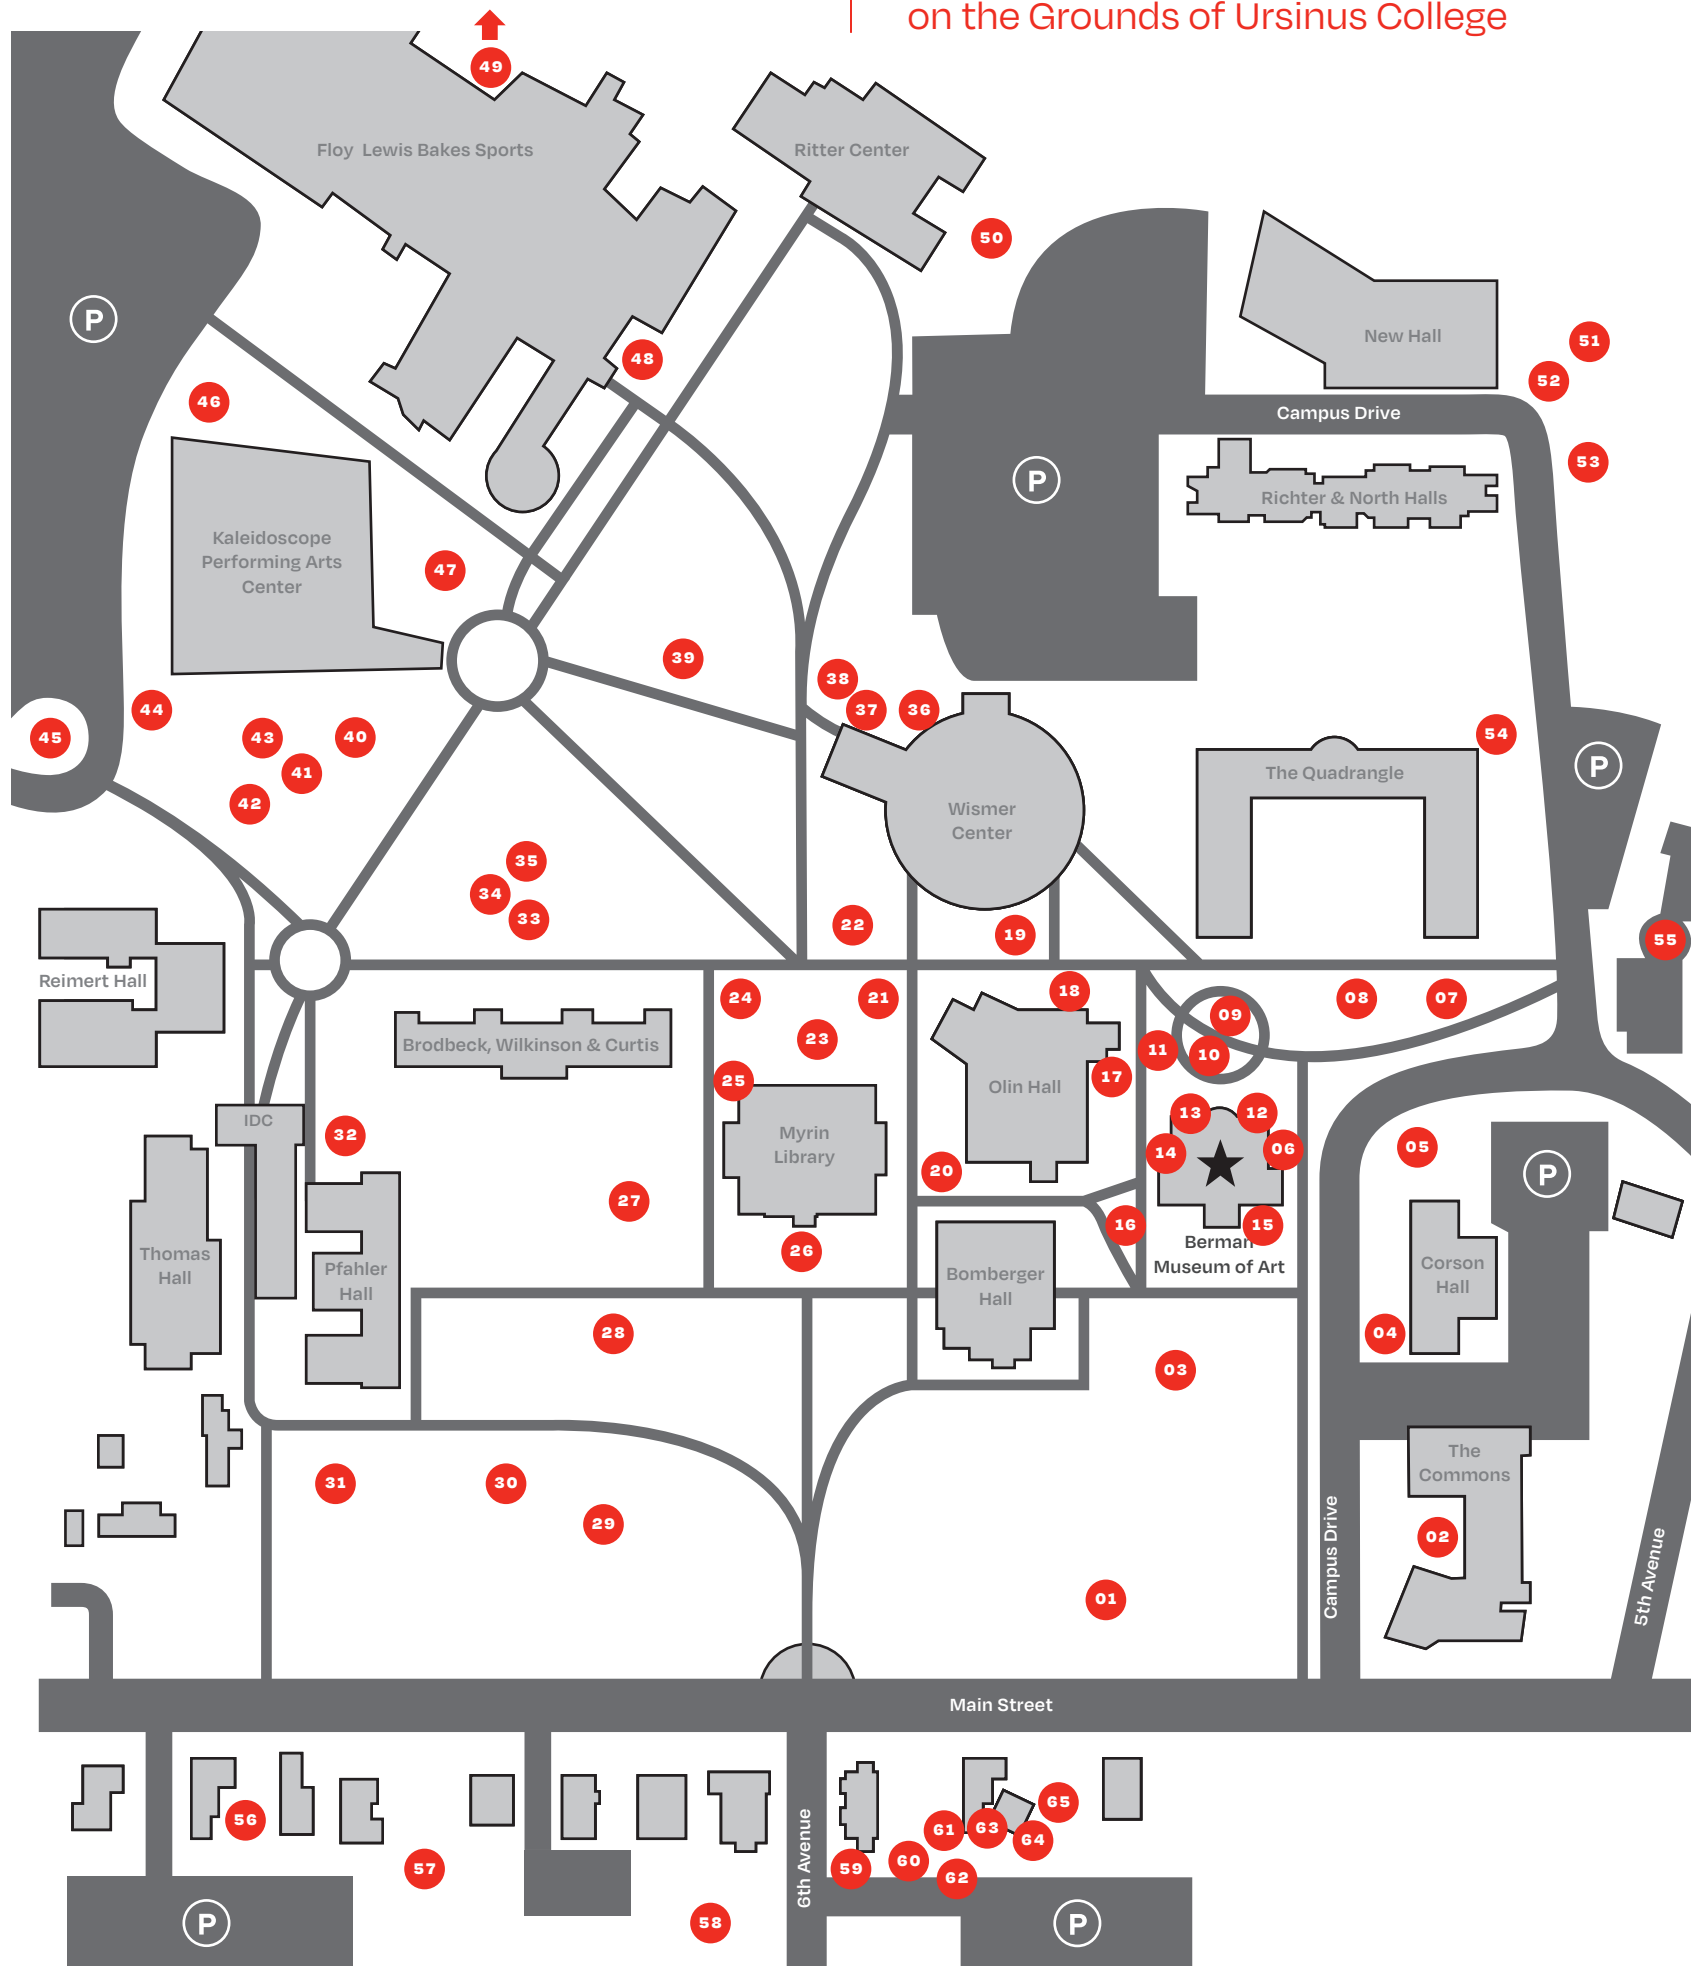 on the Grounds of Ursinus College
49
Floy Lewis Bakes Sports
Ritter Center
50
P
New Hall
51
48
52
46
Campus Drive
53
P
Richter & North Halls
Kaleidoscope
Performing Arts
Center
47
39
38
44
37
36
45
43
40
54
41
The Quadrangle
P
42
Wismer
Center
35
34
33
22
19
55
Reimert Hall
24
21
18
08
07
09
Brodbeck, Wilkinson & Curtis
23
11
10
25
Olin Hall
17
IDC
32
13
12
Myrin
Library
14
06
05
20
P
27
16
15
26
Berman
Museum of Art
Thomas
Hall
Pfahler
Hall
Bomberger
Hall
Corson
Hall
28
04
03
The
Commons
31
30
29
02
Campus Drive
5th Avenue
01
Main Street
56
65
61
63
64
57
59
60
62
6th Avenue
58
P
P